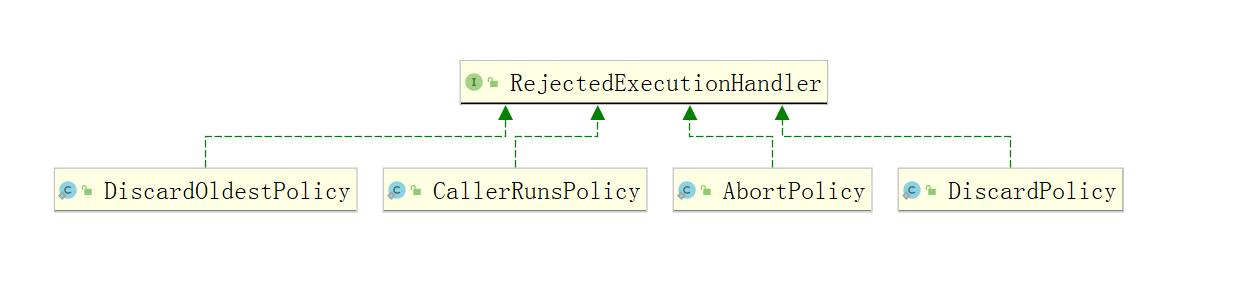 RejectedExecutionHandler
DiscardOldestPolicy
CallerRunsPolicy
AbortPolicy
DiscardPolicy